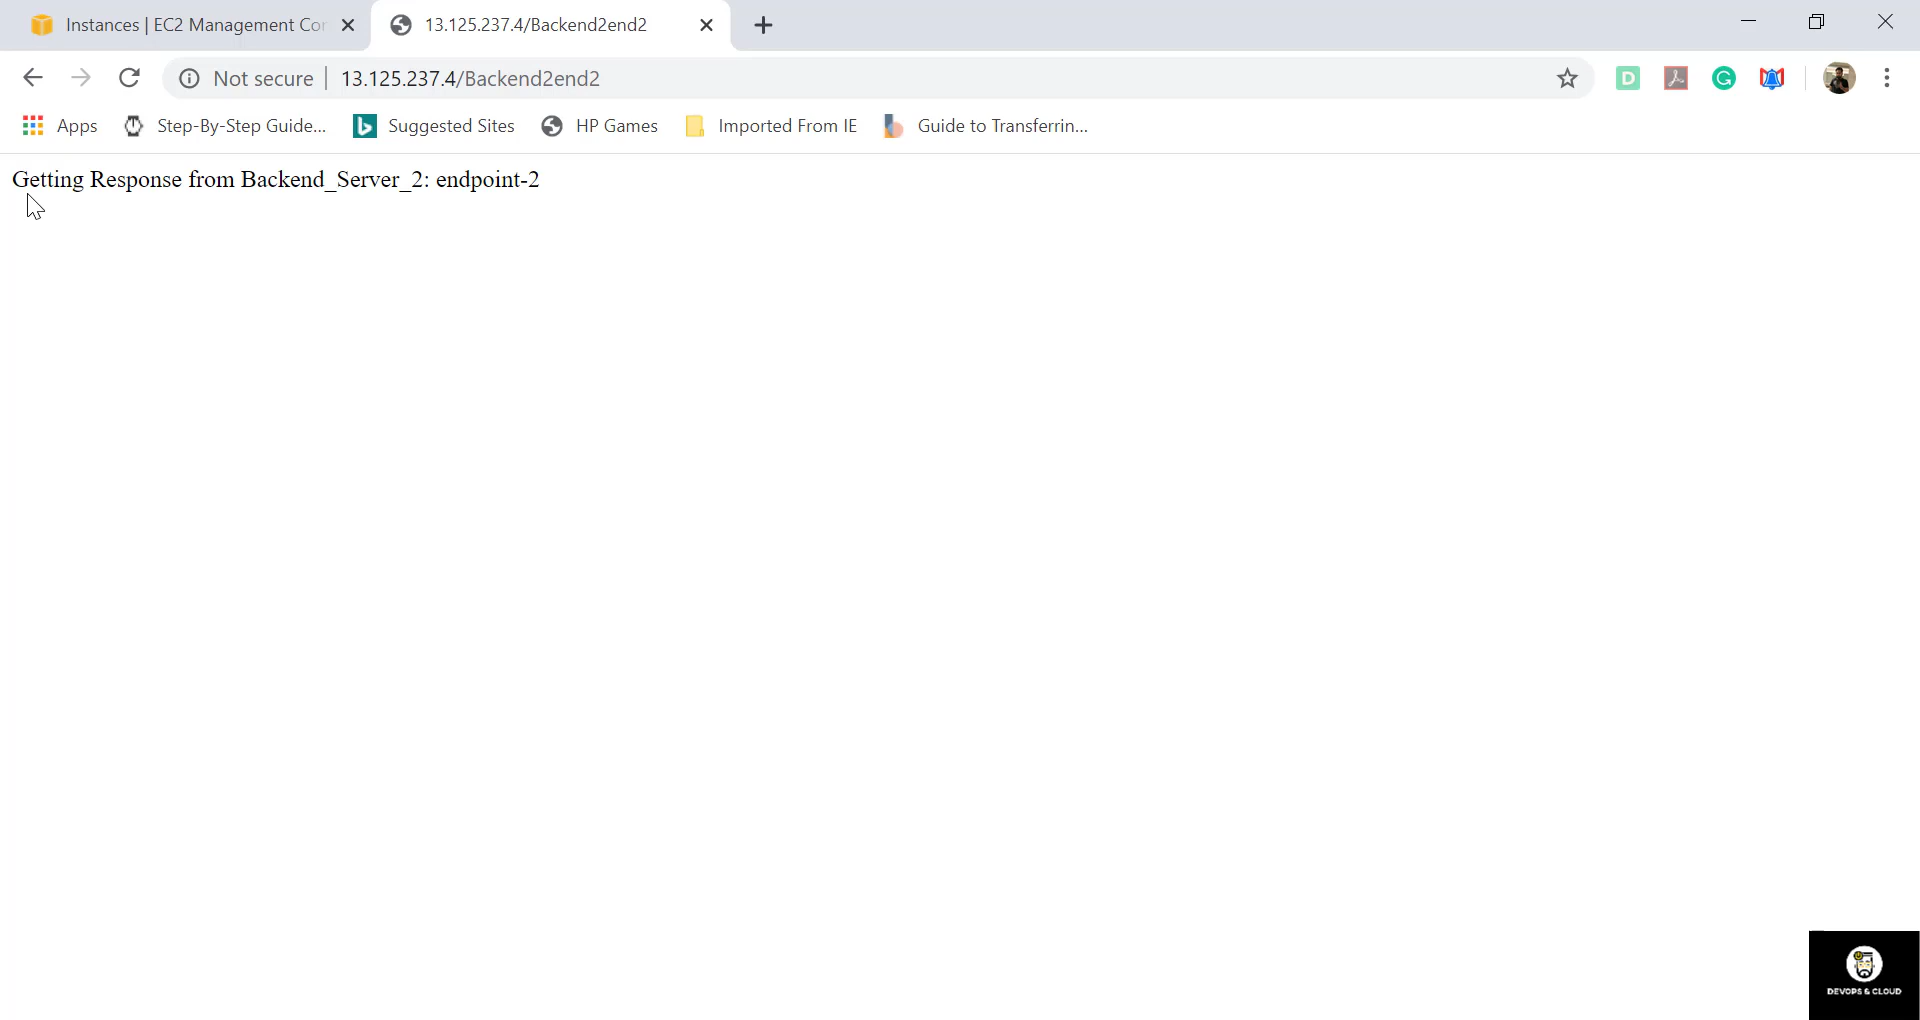 Instances | EC2 Management Con
13.125.237.4/Backend2end2
Not secure
13.125.237.4/Backend2end2
Apps
Step-By-Step Guide...
Suggested Sites
HP Games
Imported From IE
Guide to Transferrin...
Getting Response from Backend_Server_2: endpoint-2
DEVOPS & CLOUD